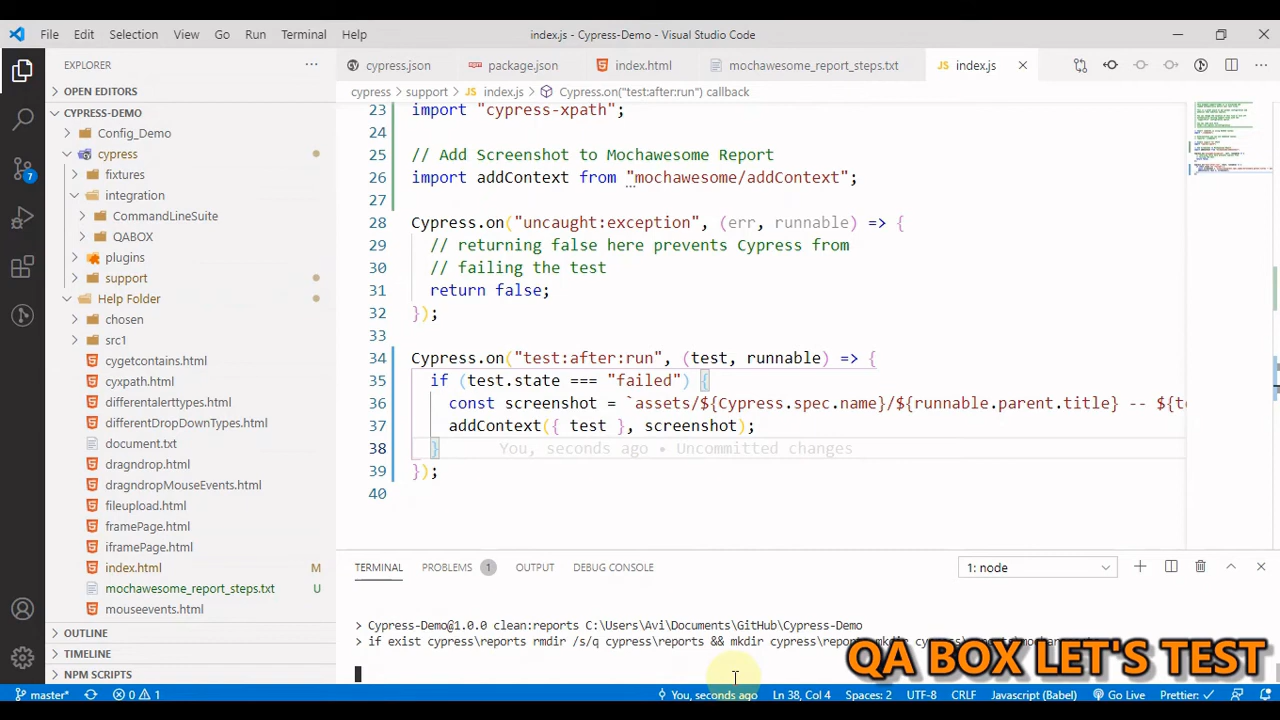 File Edit Selection View Go Run Terminal Help index.js - Cypress-Demo - Visual Studio Code
EXPLORER
OPEN EDITORS
CYPRESS-DEMO
Config_Demo
cypress
fixtures
integration
CommandLineSuite
QABOX
plugins
support
Help Folder
chosen
src1
cygetcontains.html
cyxpath.html
differentalerttypes.html
differentDropDownTypes.html
document.txt
dragndrop.html
dragndropMouseEvents.html
fileupload.html
framePage.html
iframePage.html
index.html M
mochawesome_report_steps.txt U
mouseevents.html
OUTLINE
TIMELINE
NPM SCRIPTS
7
cypress.json package.json index.html mochawesome_report_steps.txt JS index.js
cypress > support > JS index.js > Cypress.on("test:after:run") callback
23 import "cypress-xpath";
24
25 // Add Screenshot to Mochawesome Report
26 import addContext from "mochawesome/addContext";
27
28 Cypress.on("uncaught:exception", (err, runnable) => {
29 // returning false here prevents Cypress from
30 // failing the test
31 return false;
32 });
33
34 Cypress.on("test:after:run", (test, runnable) => {
35 if (test.state === "failed") {
36 const screenshot = `assets/${Cypress.spec.name}/${runnable.parent.title} -- ${te
37 addContext({ test }, screenshot);
38 } You, seconds ago • Uncommitted changes
39 });
40
TERMINAL PROBLEMS 1 OUTPUT DEBUG CONSOLE 1: node
> Cypress-Demo@1.0.0 clean:reports C:\Users\Avi\Documents\GitHub\Cypress-Demo
> if exist cypress\reports rmdir /s/q cypress\reports && mkdir cypress\reports
QA BOX LET'S TEST
master* 0 1 You, seconds ago Ln 38, Col 4 Spaces: 2 UTF-8 CRLF Javascript (Babel) Go Live Prettier: ✓